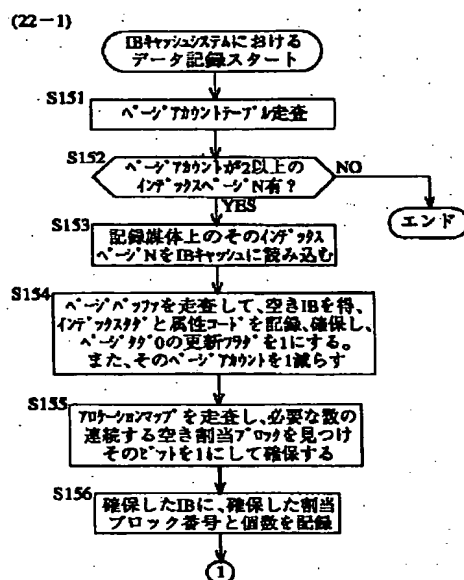 (22-1)
IBキャッシュシステムにおける
データ記録スタート
S151
ページアカウントテーブル走査
S152
ページアカウントが2以上の
インデックスページN有?
NO
YES
エンド
S153
記録媒体上のそのインデックス
ページNをIBキャッシュに読み込む
S154
ページバッファを走査して、空きIBを得、
インデックスタグと属性コードを記録、確保し、
ページタグ0の更新フラグを1にする。
また、そのページアカウントを1減らす
S155
アロケーションマップを走査し、必要な数の
連続する空き割当ブロックを見つけ
そのビットを1にして確保する
S156
確保したIBに、確保した割当
ブロック番号と個数を記録
1